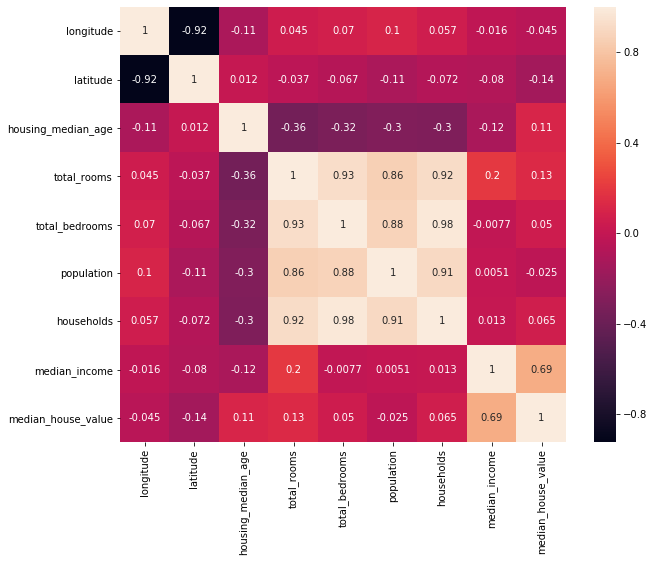 longitude 1 -0.92 -0.11 0.045 0.07 0.1 0.057 -0.016 -0.045
latitude -0.92 1 0.012 -0.037 -0.067 -0.11 -0.072 -0.08 -0.14
housing_median_age -0.11 0.012 1 -0.36 -0.32 -0.3 -0.3 -0.12 0.11
total_rooms 0.045 -0.037 -0.36 1 0.93 0.86 0.92 0.2 0.13
total_bedrooms 0.07 -0.067 -0.32 0.93 1 0.88 0.98 -0.0077 0.05
population 0.1 -0.11 -0.3 0.86 0.88 1 0.91 0.0051 -0.025
households 0.057 -0.072 -0.3 0.92 0.98 0.91 1 0.013 0.065
median_income -0.016 -0.08 -0.12 0.2 -0.0077 0.0051 0.013 1 0.69
median_house_value -0.045 -0.14 0.11 0.13 0.05 -0.025 0.065 0.69 1
longitude
latitude
housing_median_age
total_rooms
total_bedrooms
population
households
median_income
median_house_value
0.8
0.4
0.0
−0.4
−0.8